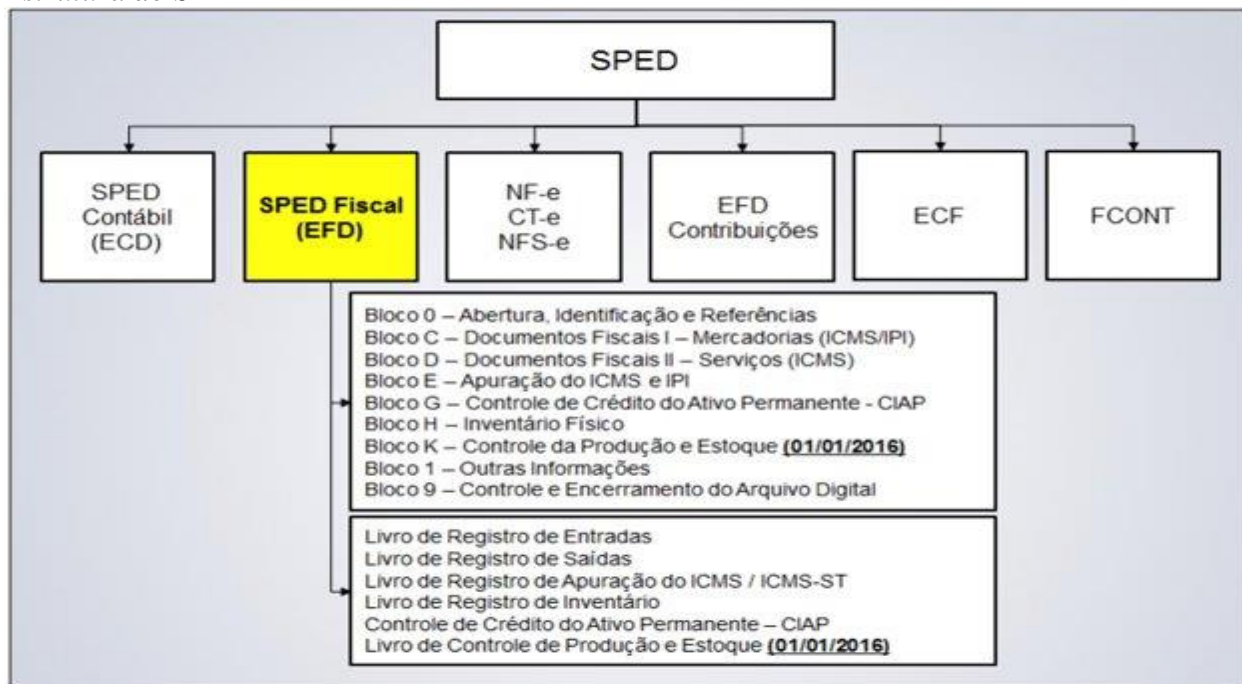 SPED
SPED
Contábil
(ECD)
SPED Fiscal
(EFD)
NF-e
CT-e
NFS-e
EFD
Contribuições
ECF
FCONT
Bloco 0 – Abertura, Identificação e Referências
Bloco C – Documentos Fiscais I – Mercadorias (ICMS/IPI)
Bloco D – Documentos Fiscais II – Serviços (ICMS)
Bloco E – Apuração do ICMS e IPI
Bloco G – Controle de Crédito do Ativo Permanente - CIAP
Bloco H – Inventário Físico
Bloco K – Controle da Produção e Estoque (01/01/2016)
Bloco 1 – Outras Informações
Bloco 9 – Controle e Encerramento do Arquivo Digital
Livro de Registro de Entradas
Livro de Registro de Saídas
Livro de Registro de Apuração do ICMS / ICMS-ST
Livro de Registro de Inventário
Controle de Crédito do Ativo Permanente – CIAP
Livro de Controle de Produção e Estoque (01/01/2016)